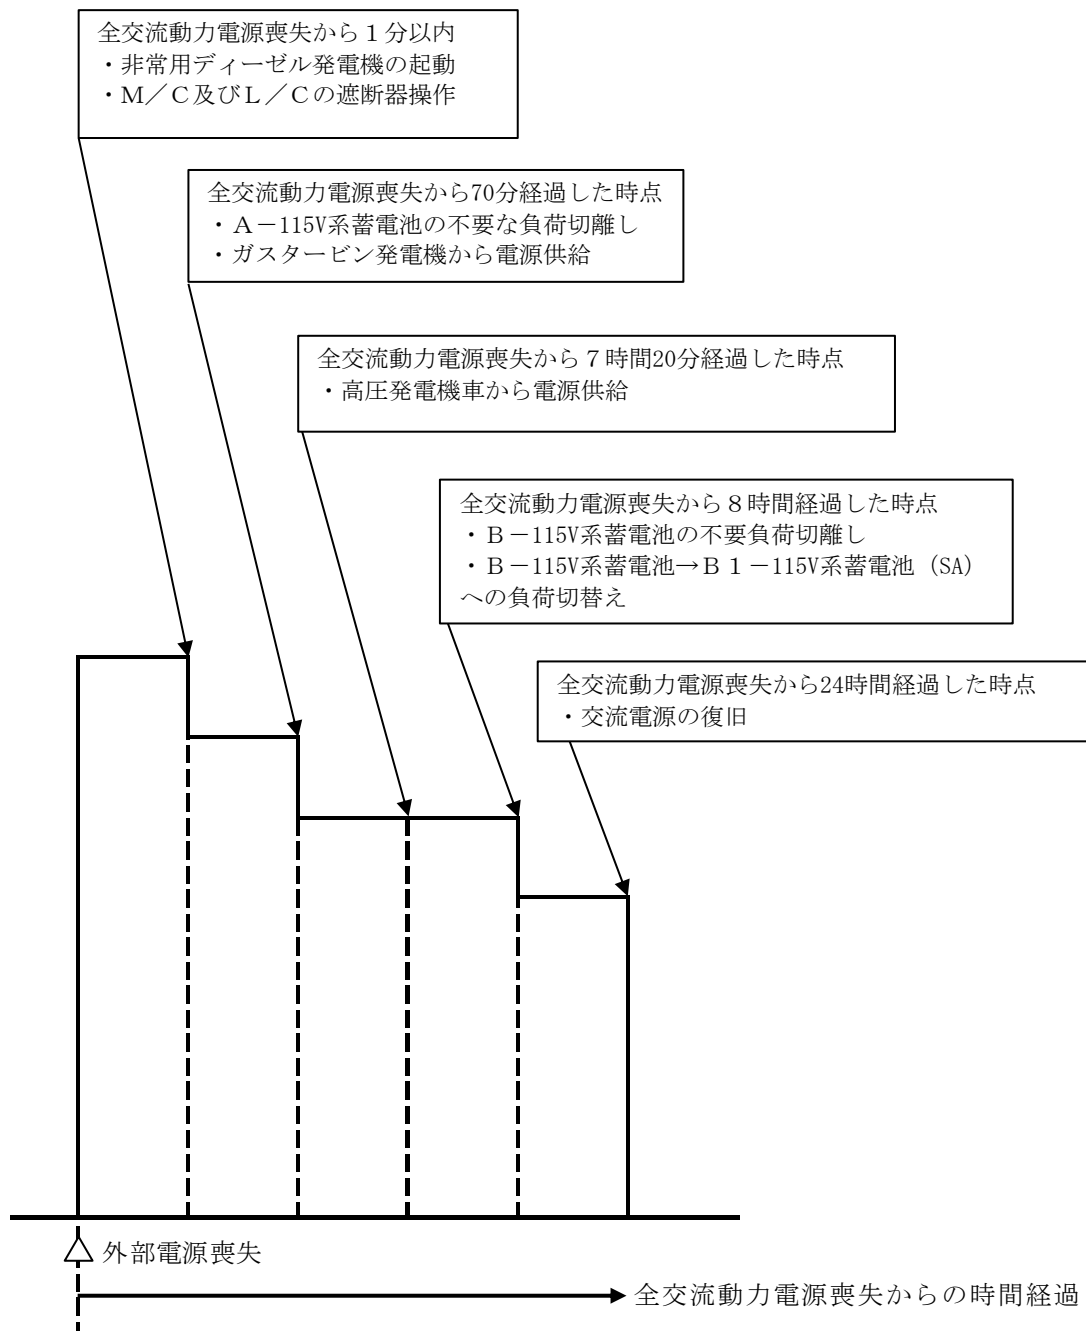 全交流動力電源喪失から１分以内
・非常用ディーゼル発電機の起動
・Ｍ／Ｃ及びＬ／Ｃの遮断器操作
全交流動力電源喪失から70分経過した時点
・Ａ－115V系蓄電池の不要な負荷切離し
・ガスタービン発電機から電源供給
全交流動力電源喪失から７時間20分経過した時点
・高圧発電機車から電源供給
全交流動力電源喪失から８時間経過した時点
・Ｂ－115V系蓄電池の不要負荷切離し
・Ｂ－115V系蓄電池→Ｂ１－115V系蓄電池（SA）
への負荷切替え
全交流動力電源喪失から24時間経過した時点
・交流電源の復旧
外部電源喪失
全交流動力電源喪失からの時間経過